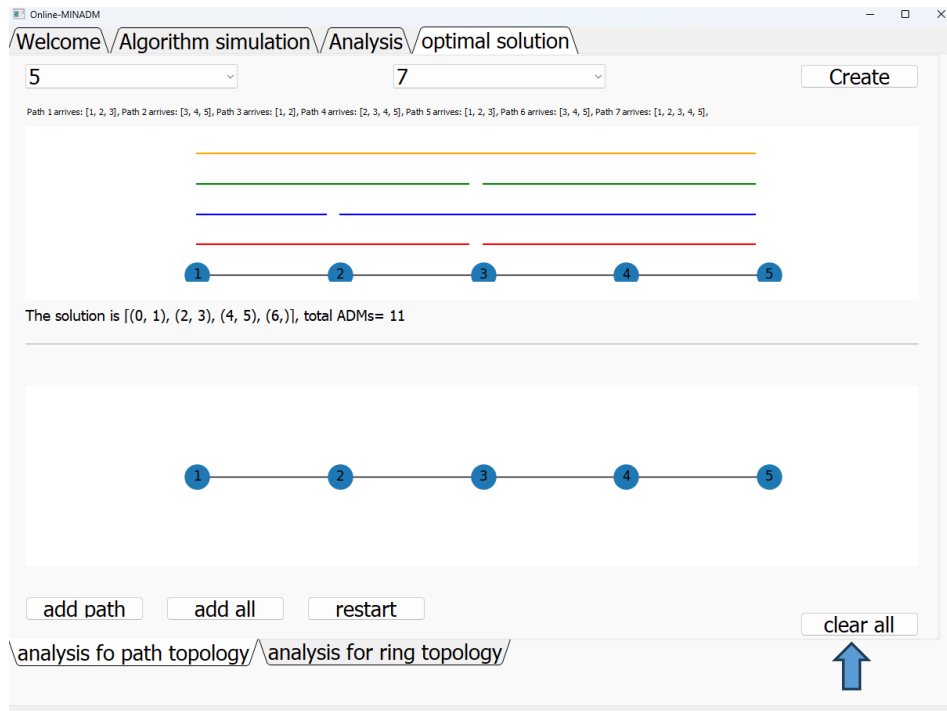 Online-MINADM
Welcome Algorithm simulation Analysis optimal solution
5 7 Create
Path 1 arrives: [1, 2, 3], Path 2 arrives: [3, 4, 5], Path 3 arrives: [1, 2], Path 4 arrives: [2, 3, 4, 5], Path 5 arrives: [1, 2, 3], Path 6 arrives: [3, 4, 5], Path 7 arrives: [1, 2, 3, 4, 5],
1 2 3 4 5
The solution is [(0, 1), (2, 3), (4, 5), (6,)], total ADMs= 11
1 2 3 4 5
add path add all restart
clear all
analysis fo path topology analysis for ring topology